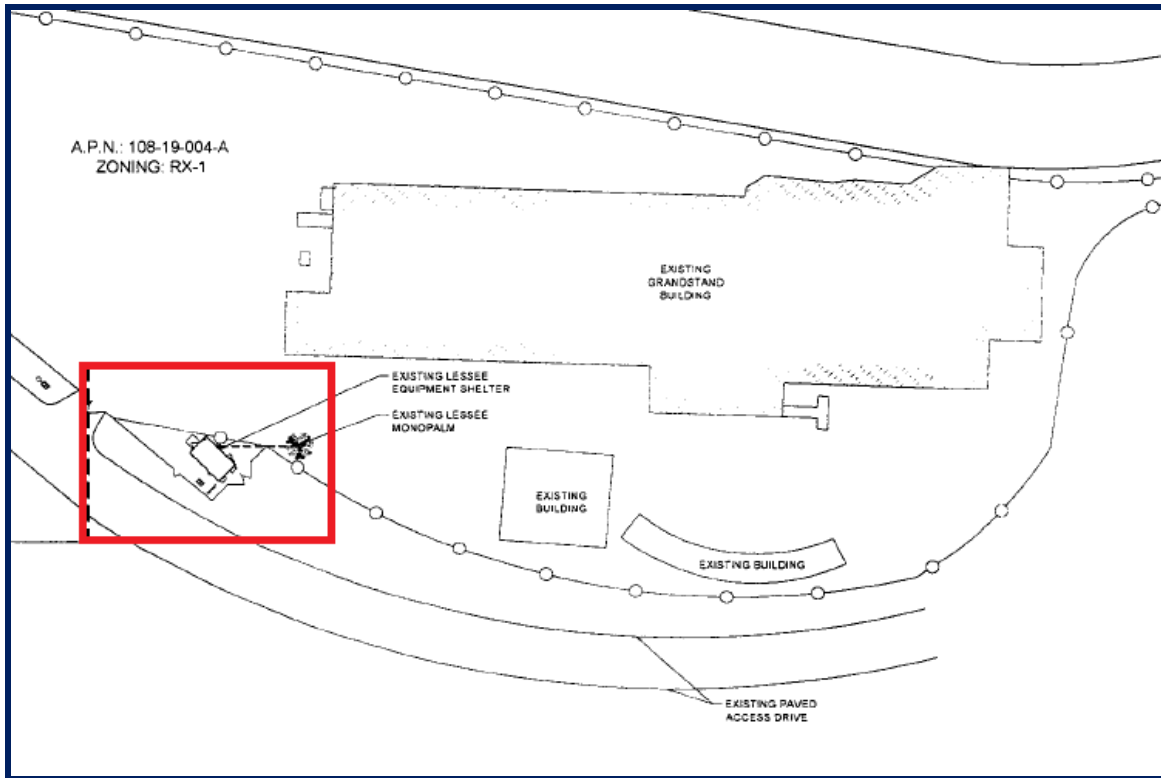 A.P.N.: 108-19-004-A
ZONING: RX-1
EXISTING
GRANDSTAND
BUILDING
EXISTING LESSEE
EQUIPMENT SHELTER
EXISTING LESSEE
MONOPALM
EXISTING
BUILDING
EXISTING BUILDING
EXISTING PAVED
ACCESS DRIVE